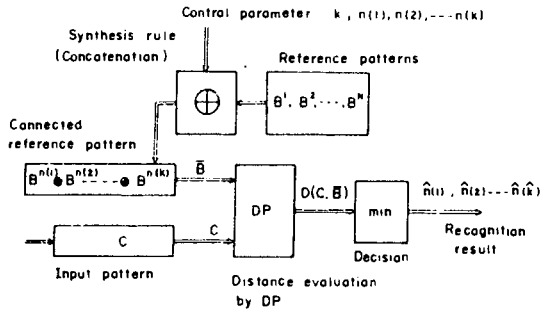 Control parameter k , n(1), n(2), ---- n(k)
Synthesis rule
(Concatenation)
Reference patterns
⊕
B¹, B², ···, Bᴺ
Connected
reference pattern
Bⁿ⁽¹⁾ ● Bⁿ⁽²⁾ ---- ● Bⁿ⁽ᵏ⁾
B̄
DP
D(C, B̄)
min
n̂(1) , n̂(2) --- n̂(k̂)
C
C
Recognition
result
Decision
Input pattern
Distance evaluation
by DP